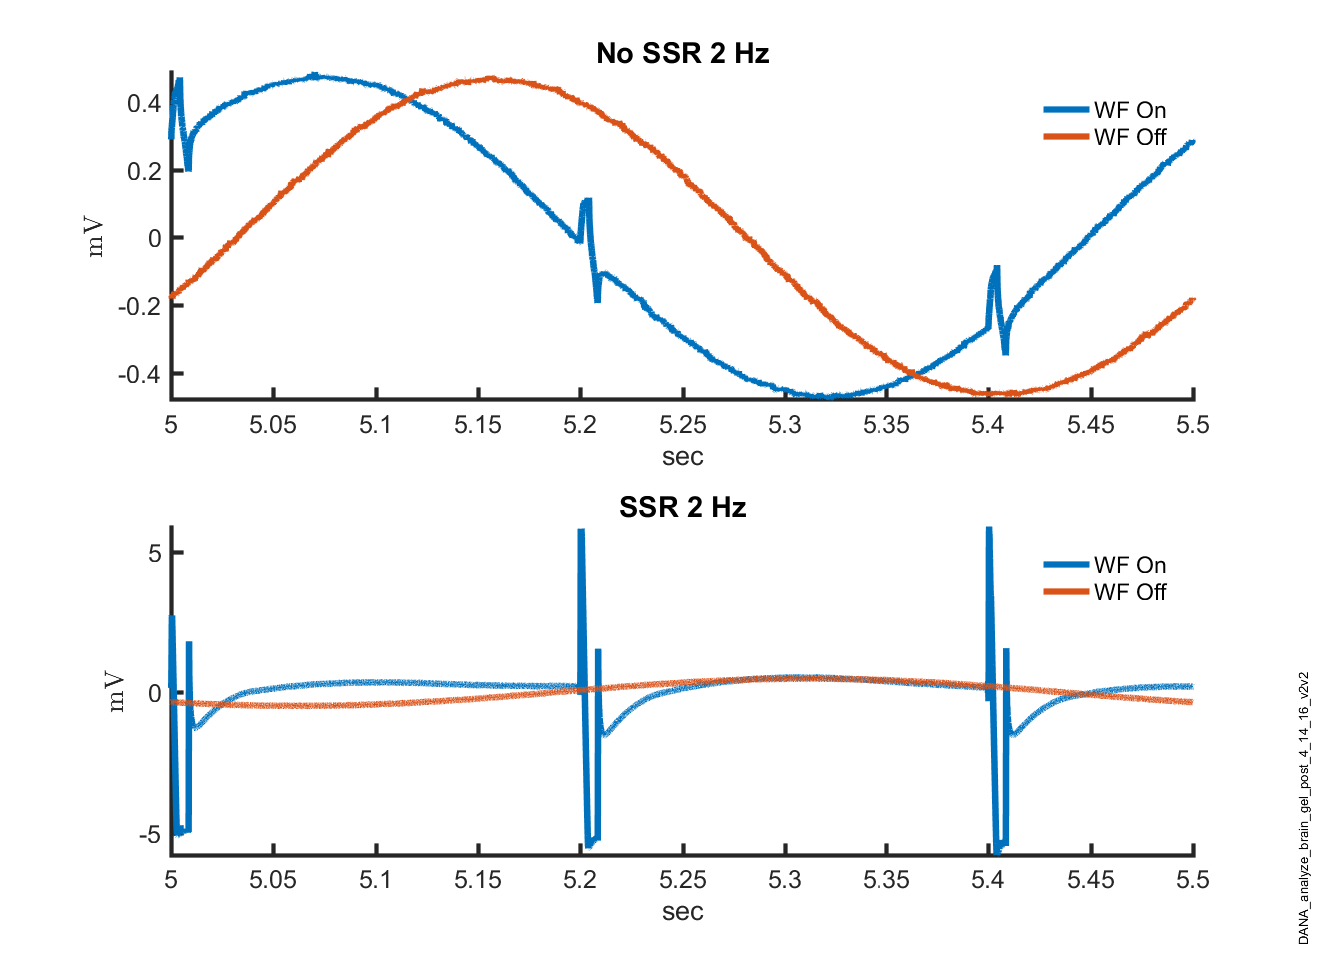 No SSR 2 Hz
0.4
0.2
0
-0.2
-0.4
mV
WF On
WF Off
5 5.05 5.1 5.15 5.2 5.25 5.3 5.35 5.4 5.45 5.5
sec
SSR 2 Hz
5
0
-5
mV
WF On
WF Off
5 5.05 5.1 5.15 5.2 5.25 5.3 5.35 5.4 5.45 5.5
sec
DANA_analyze_brain_gel_post_4_14_16_v2v2